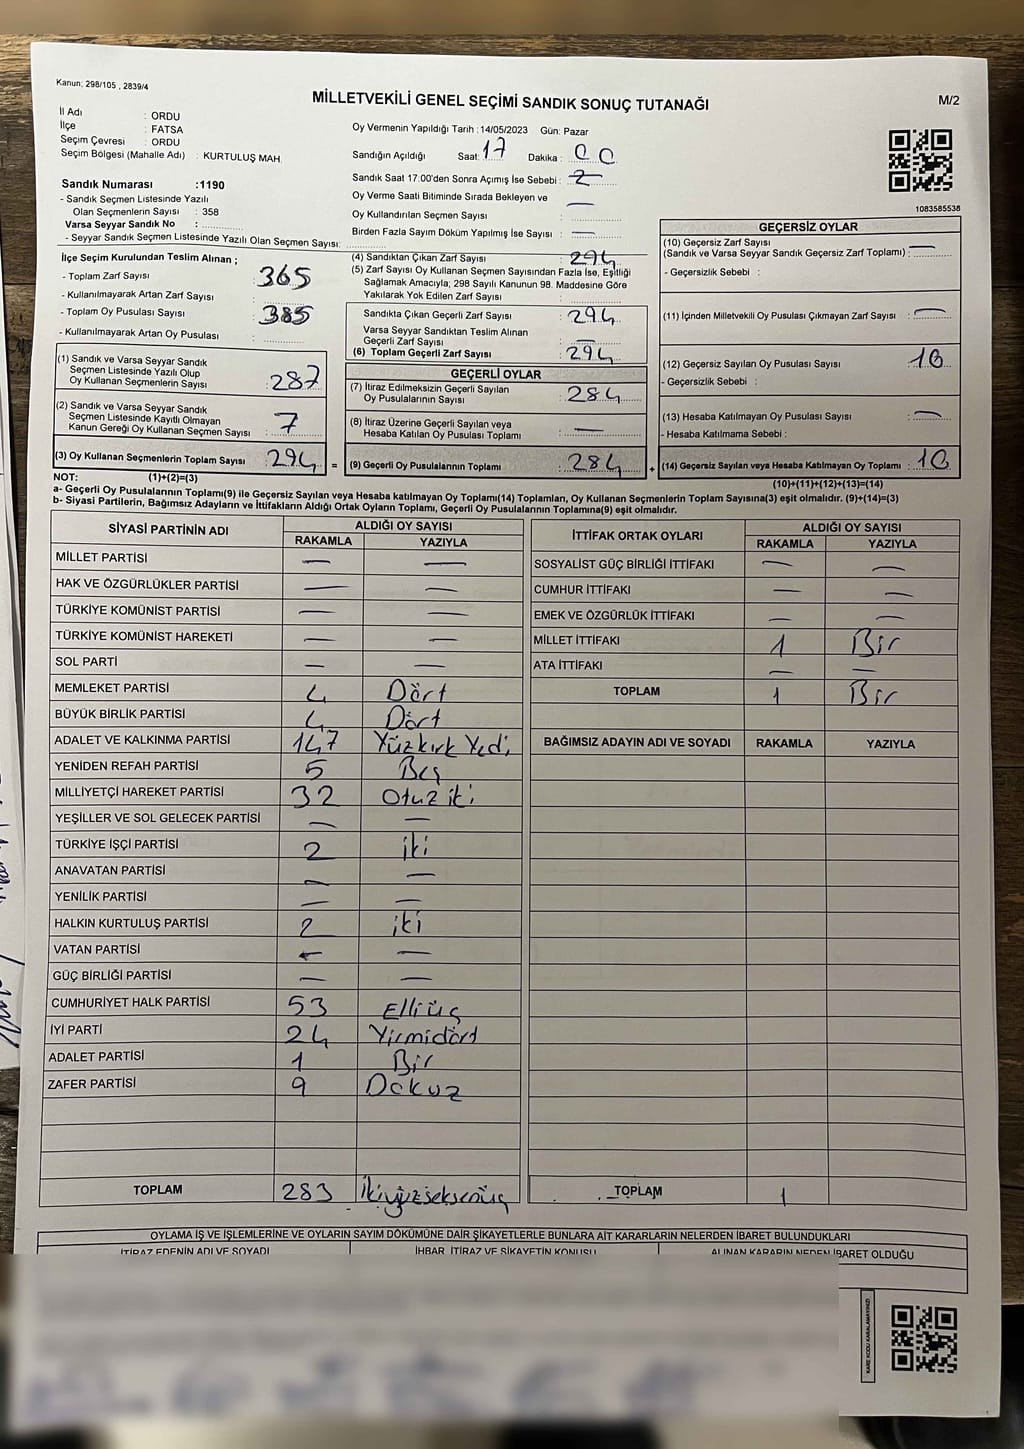 Kanun; 298/105 , 2839/4
MİLLETVEKİLİ GENEL SEÇİMİ SANDIK SONUÇ TUTANAĞI
M/2
İl Adı : ORDU
İlçe : FATSA
Seçim Çevresi : ORDU
Seçim Bölgesi (Mahalle Adı) : KURTULUŞ MAH.
Sandık Numarası :1190
- Sandık Seçmen Listesinde Yazılı
Olan Seçmenlerin Sayısı : 358
Varsa Seyyar Sandık No :
- Seyyar Sandık Seçmen Listesinde Yazılı Olan Seçmen Sayısı:
Oy Vermenin Yapıldığı Tarih :14/05/2023 Gün: Pazar
Sandığın Açıldığı Saat: 17 Dakika : 00
Sandık Saat 17:00'den Sonra Açımış İse Sebebi :
Oy Verme Saati Bitiminde Sırada Bekleyen ve —
Oy Kullandırılan Seçmen Sayısı :
Birden Fazla Sayım Döküm Yapılmış İse Sayısı : —
1083585538
İlçe Seçim Kurulundan Teslim Alınan ;
- Toplam Zarf Sayısı : 365
- Kullanılmayarak Artan Zarf Sayısı :
- Toplam Oy Pusulası Sayısı : 385
- Kullanılmayarak Artan Oy Pusulası :
(1) Sandık ve Varsa Seyyar Sandık
Seçmen Listesinde Yazılı Olup
Oy Kullanan Seçmenlerin Sayısı : 287
(2) Sandık ve Varsa Seyyar Sandık
Seçmen Listesinde Kayıtlı Olmayan
Kanun Gereği Oy Kullanan Seçmen Sayısı : 7
(3) Oy Kullanan Seçmenlerin Toplam Sayısı : 294 =
(4) Sandıktan Çıkan Zarf Sayısı : 294
(5) Zarf Sayısı Oy Kullanan Seçmen Sayısından Fazla İse, Eşitliği
Sağlamak Amacıyla; 298 Sayılı Kanunun 98. Maddesine Göre
Yakılarak Yok Edilen Zarf Sayısı :
Sandıkta Çıkan Geçerli Zarf Sayısı : 294
Varsa Seyyar Sandıktan Teslim Alınan
Geçerli Zarf Sayısı : —
(6) Toplam Geçerli Zarf Sayısı : 294
GEÇERLİ OYLAR
(7) İtiraz Edilmeksizin Geçerli Sayılan
Oy Pusulalarının Sayısı : 284
(8) İtiraz Üzerine Geçerli Sayılan veya
Hesaba Katılan Oy Pusulası Toplamı : —
(9) Geçerli Oy Pusulalarının Toplamı : 284 +
GEÇERSİZ OYLAR
(10) Geçersiz Zarf Sayısı
(Sandık ve Varsa Seyyar Sandık Geçersiz Zarf Toplamı) : —
- Geçersizlik Sebebi :
(11) İçinden Milletvekili Oy Pusulası Çıkmayan Zarf Sayısı : —
(12) Geçersiz Sayılan Oy Pusulası Sayısı : 10
- Geçersizlik Sebebi :
(13) Hesaba Katılmayan Oy Pusulası Sayısı : —
- Hesaba Katılmama Sebebi :
(14) Geçersiz Sayılan veya Hesaba Katılmayan Oy Toplamı : 10
NOT: (1)+(2)=(3) (10)+(11)+(12)+(13)=(14)
a- Geçerli Oy Pusulalarının Toplamı(9) ile Geçersiz Sayılan veya Hesaba katılmayan Oy Toplamı(14) Toplamları, Oy Kullanan Seçmenlerin Toplam Sayısına(3) eşit olmalıdır. (9)+(14)=(3)
b- Siyasi Partilerin, Bağımsız Adayların ve İttifakların Aldığı Ortak Oyların Toplamı, Geçerli Oy Pusulalarının Toplamına(9) eşit olmalıdır.
SİYASİ PARTİNİN ADI ALDIĞI OY SAYISI
RAKAMLA YAZIYLA
MİLLET PARTİSİ — —
HAK VE ÖZGÜRLÜKLER PARTİSİ — —
TÜRKİYE KOMÜNİST PARTİSİ — —
TÜRKİYE KOMÜNİST HAREKETİ — —
SOL PARTİ — —
MEMLEKET PARTİSİ 4 Dört
BÜYÜK BİRLİK PARTİSİ 4 Dört
ADALET VE KALKINMA PARTİSİ 147 Yüzkırk Yedi
YENİDEN REFAH PARTİSİ 5 Beş
MİLLİYETÇİ HAREKET PARTİSİ 32 Otuz iki
YEŞİLLER VE SOL GELECEK PARTİSİ — —
TÜRKİYE İŞÇİ PARTİSİ 2 iki
ANAVATAN PARTİSİ — —
YENİLİK PARTİSİ — —
HALKIN KURTULUŞ PARTİSİ 2 iki
VATAN PARTİSİ — —
GÜÇ BİRLİĞİ PARTİSİ — —
CUMHURİYET HALK PARTİSİ 53 Elliüç
İYİ PARTİ 24 Yirmidört
ADALET PARTİSİ 1 Bir
ZAFER PARTİSİ 9 Dokuz
TOPLAM 283 İkiyüzseksenüç
İTTİFAK ORTAK OYLARI ALDIĞI OY SAYISI
RAKAMLA YAZIYLA
SOSYALİST GÜÇ BİRLİĞİ İTTİFAKI — —
CUMHUR İTTİFAKI — —
EMEK VE ÖZGÜRLÜK İTTİFAKI — —
MİLLET İTTİFAKI 1 Bir
ATA İTTİFAKI — —
TOPLAM 1 Bir
BAĞIMSIZ ADAYIN ADI VE SOYADI RAKAMLA YAZIYLA
TOPLAM 1
OYLAMA İŞ VE İŞLEMLERİNE VE OYLARIN SAYIM DÖKÜMÜNE DAİR ŞİKAYETLERLE BUNLARA AİT KARARLARIN NELERDEN İBARET BULUNDUKLARI
İTİRAZ EDENİN ADI VE SOYADI İHBAR, İTİRAZ VE ŞİKAYETİN KONUSU ALINAN KARARIN NEDEN İBARET OLDUĞU
KARE KODU KARALAMAYINIZ!